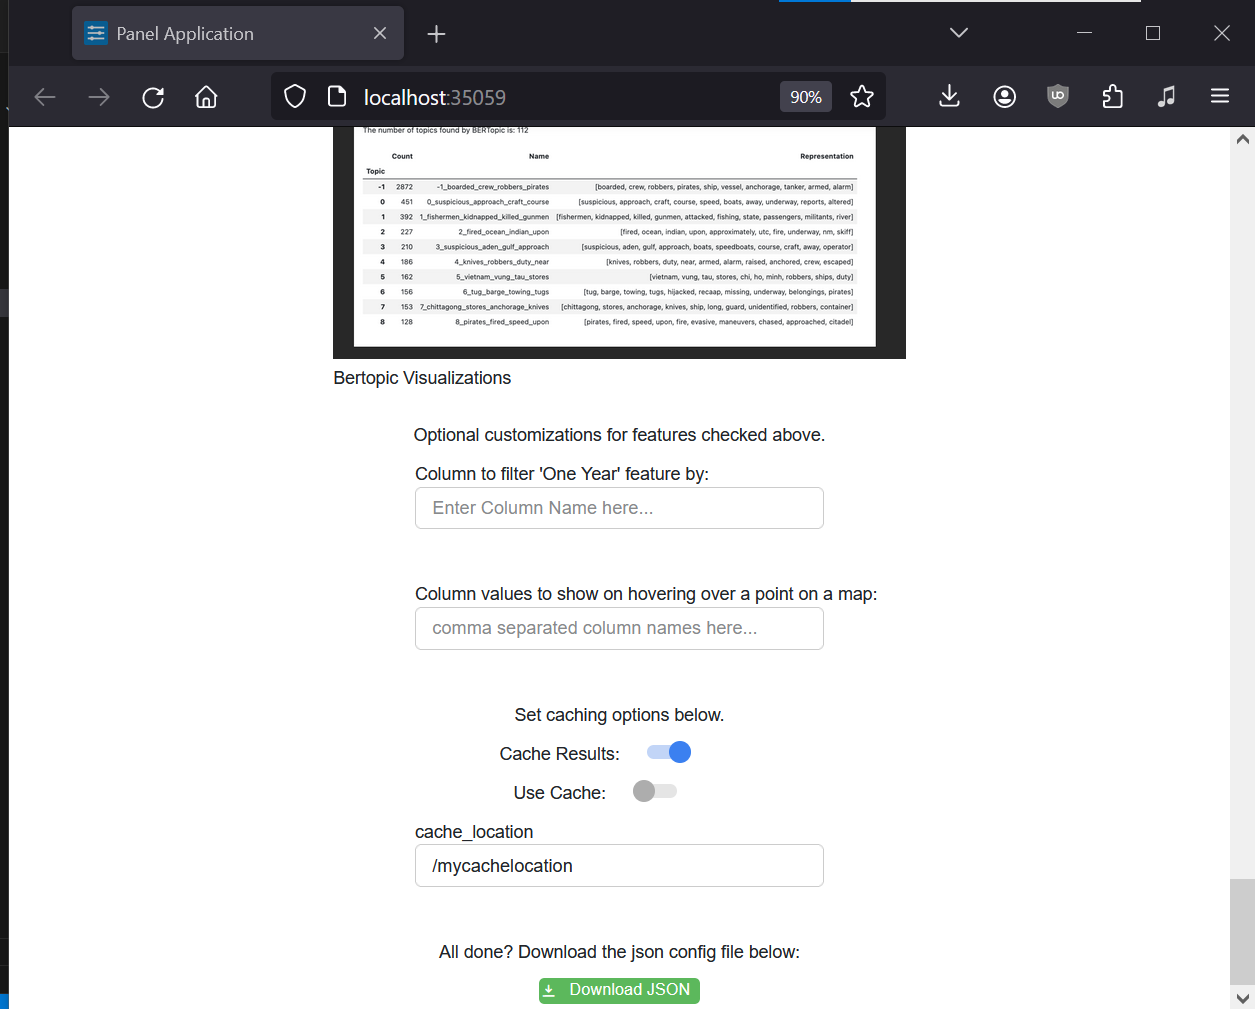 Panel Application
localhost:35059
90%
The number of topics found by BERTopic is: 112
Count Name Representation
Topic
-1 2872 -1_boarded_crew_robbers_pirates [boarded, crew, robbers, pirates, ship, vessel, anchorage, tanker, armed, alarm]
0 451 0_suspicious_approach_craft_course [suspicious, approach, craft, course, speed, boats, away, underway, reports, altered]
1 392 1_fishermen_kidnapped_killed_gunmen [fishermen, kidnapped, killed, gunmen, attacked, fishing, state, passengers, militants, river]
2 227 2_fired_ocean_indian_upon [fired, ocean, indian, upon, approximately, utc, fire, underway, nm, skiff]
3 210 3_suspicious_aden_gulf_approach [suspicious, aden, gulf, approach, boats, speedboats, course, craft, away, operator]
4 186 4_knives_robbers_duty_near [knives, robbers, duty, near, armed, alarm, raised, anchored, crew, escaped]
5 162 5_vietnam_vung_tau_stores [vietnam, vung, tau, stores, chi, ho, minh, robbers, ships, duty]
6 156 6_tug_barge_towing_tugs [tug, barge, towing, tugs, hijacked, recaap, missing, underway, belongings, pirates]
7 153 7_chittagong_stores_anchorage_knives [chittagong, stores, anchorage, knives, ship, long, guard, unidentified, robbers, container]
8 128 8_pirates_fired_speed_upon [pirates, fired, speed, upon, fire, evasive, maneuvers, chased, approached, citadel]
Bertopic Visualizations
Optional customizations for features checked above.
Column to filter 'One Year' feature by:
Enter Column Name here...
Column values to show on hovering over a point on a map:
comma separated column names here...
Set caching options below.
Cache Results:
Use Cache:
cache_location
/mycachelocation
All done? Download the json config file below:
Download JSON